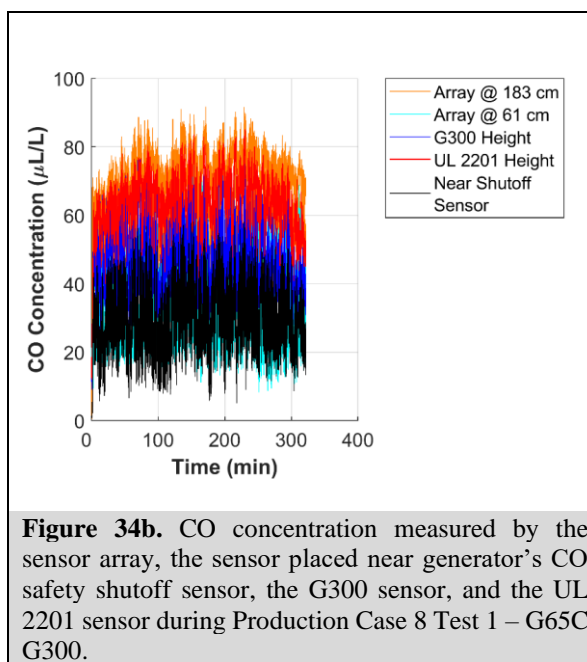 100
80
60
40
20
0
CO Concentration (µL/L)
0 100 200 300 400
Time (min)
Array @ 183 cm
Array @ 61 cm
G300 Height
UL 2201 Height
Near Shutoff
Sensor
Figure 34b. CO concentration measured by the
sensor array, the sensor placed near generator's CO
safety shutoff sensor, the G300 sensor, and the UL
2201 sensor during Production Case 8 Test 1 – G65C
G300.